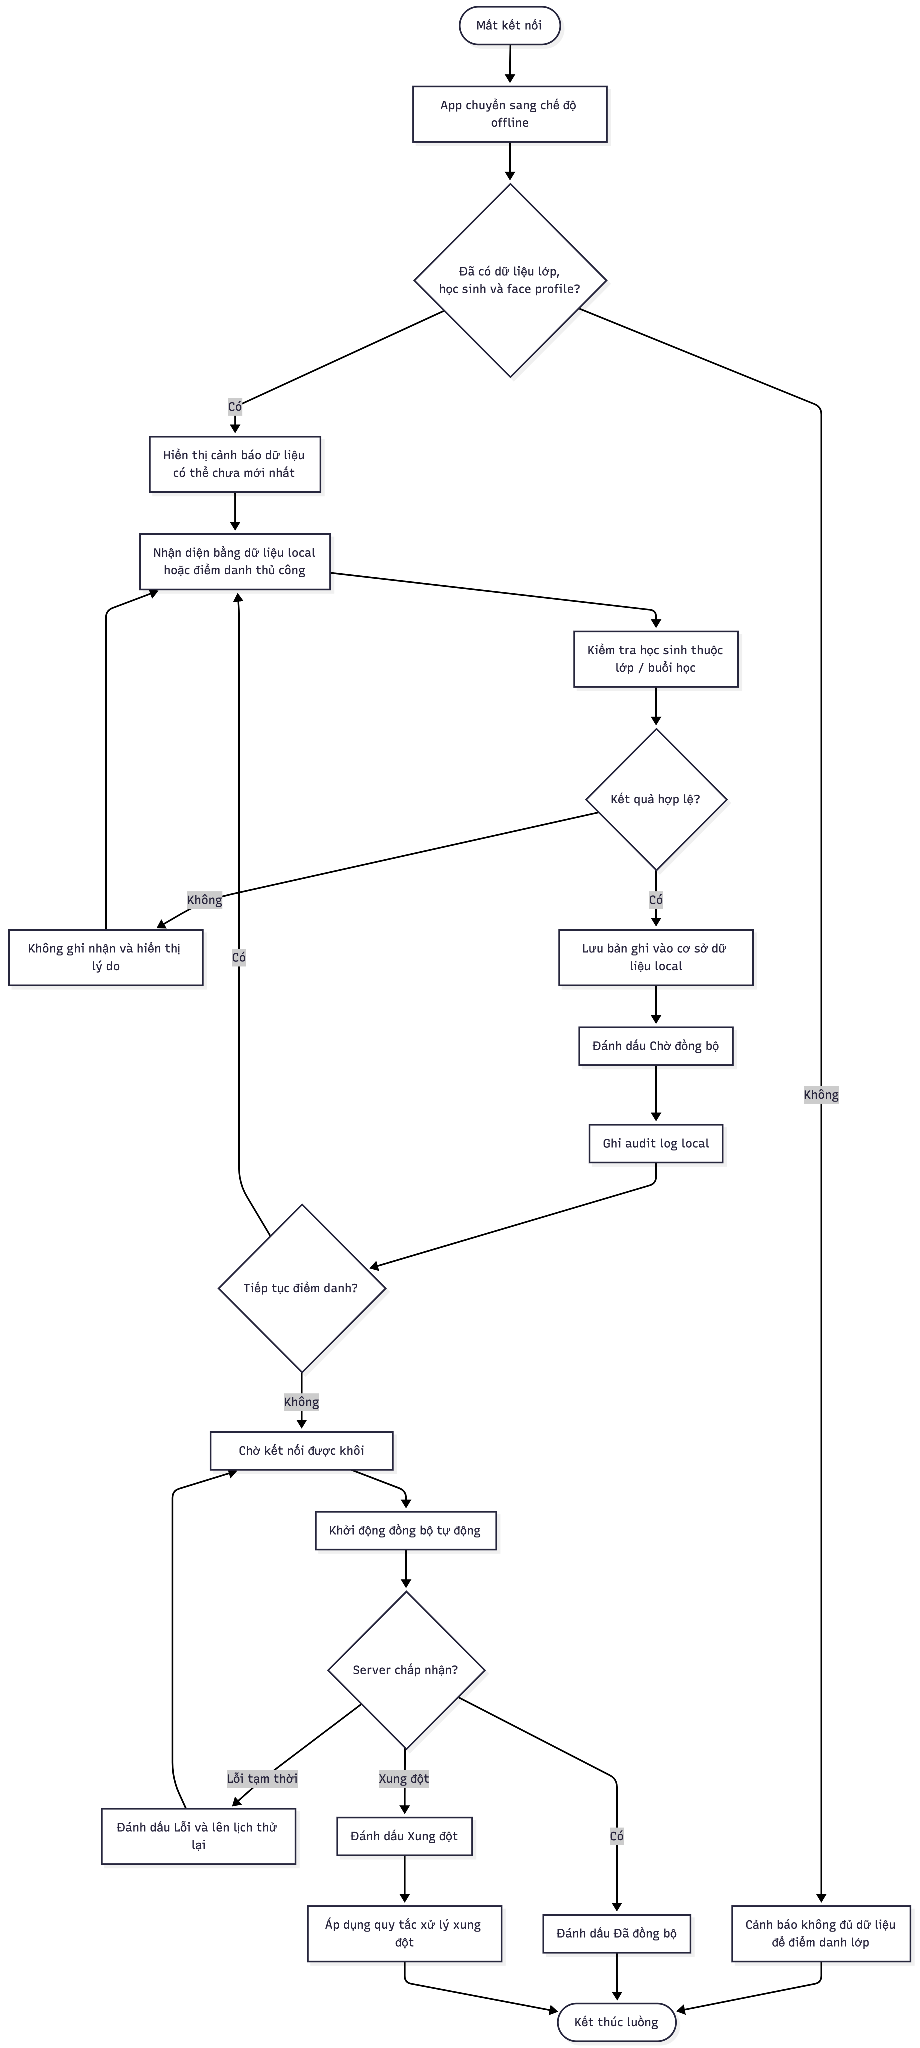 Mất kết nối
App chuyển sang chế độ
offline
Đã có dữ liệu lớp,
học sinh và face profile?
Có
Hiển thị cảnh báo dữ liệu
có thể chưa mới nhất
Nhận diện bằng dữ liệu local
hoặc điểm danh thủ công
Kiểm tra học sinh thuộc
lớp / buổi học
Kết quả hợp lệ?
Không
Có
Không ghi nhận và hiển thị
lý do
Lưu bản ghi vào cơ sở dữ
liệu local
Có
Đánh dấu Chờ đồng bộ
Không
Ghi audit log local
Tiếp tục điểm danh?
Không
Chờ kết nối được khôi
Khởi động đồng bộ tự động
Server chấp nhận?
Lỗi tạm thời
Xung đột
Có
Đánh dấu Lỗi và lên lịch thử
lại
Đánh dấu Xung đột
Áp dụng quy tắc xử lý xung
đột
Đánh dấu Đã đồng bộ
Cảnh báo không đủ dữ liệu
để điểm danh lớp
Kết thúc luồng